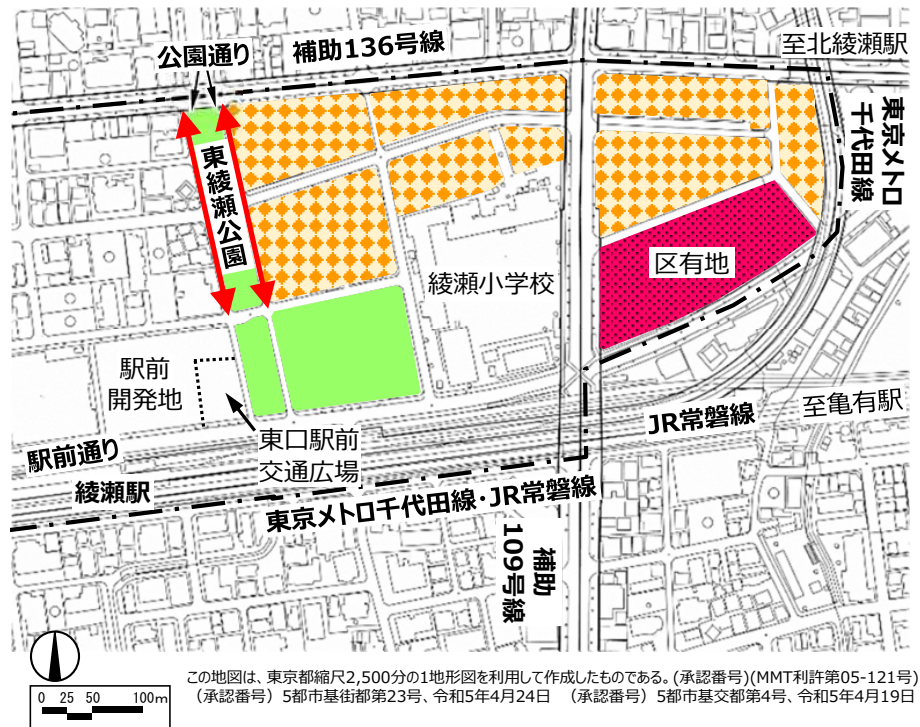 公園通り
補助136号線
至北綾瀬駅
東京メトロ
千代田線
東綾瀬公園
区有地
綾瀬小学校
駅前
開発地
東口駅前
交通広場
駅前通り
綾瀬駅
JR常磐線
至亀有駅
東京メトロ千代田線・JR常磐線
補助
109号線
0 25 50 100m
この地図は、東京都縮尺2,500分の1地形図を利用して作成したものである。(承認番号)(MMT利許第05-121号)
（承認番号）５都市基街都第23号、令和5年4月24日 （承認番号）５都市基交都第4号、令和5年4月19日